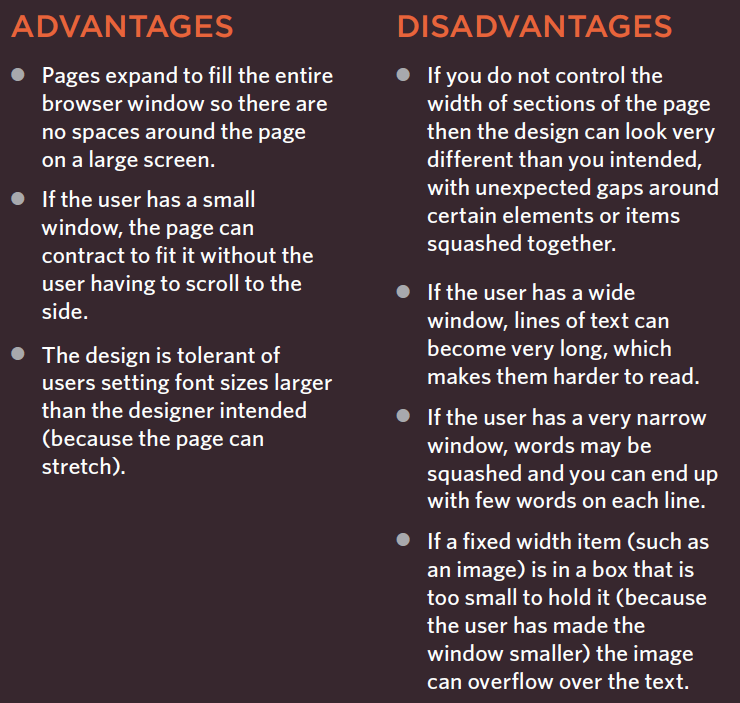 ADVANTAGES
Pages expand to fill the entire
browser window so there are
no spaces around the page
on a large screen.
If the user has a small
window, the page can
contract to fit it without the
user having to scroll to the
side.
The design is tolerant of
users setting font sizes larger
than the designer intended
(because the page can
stretch).
DISADVANTAGES
If you do not control the
width of sections of the page
then the design can look very
different than you intended,
with unexpected gaps around
certain elements or items
squashed together.
If the user has a wide
window, lines of text can
become very long, which
makes them harder to read.
If the user has a very narrow
window, words may be
squashed and you can end up
with few words on each line.
If a fixed width item (such as
an image) is in a box that is
too small to hold it (because
the user has made the
window smaller) the image
can overflow over the text.